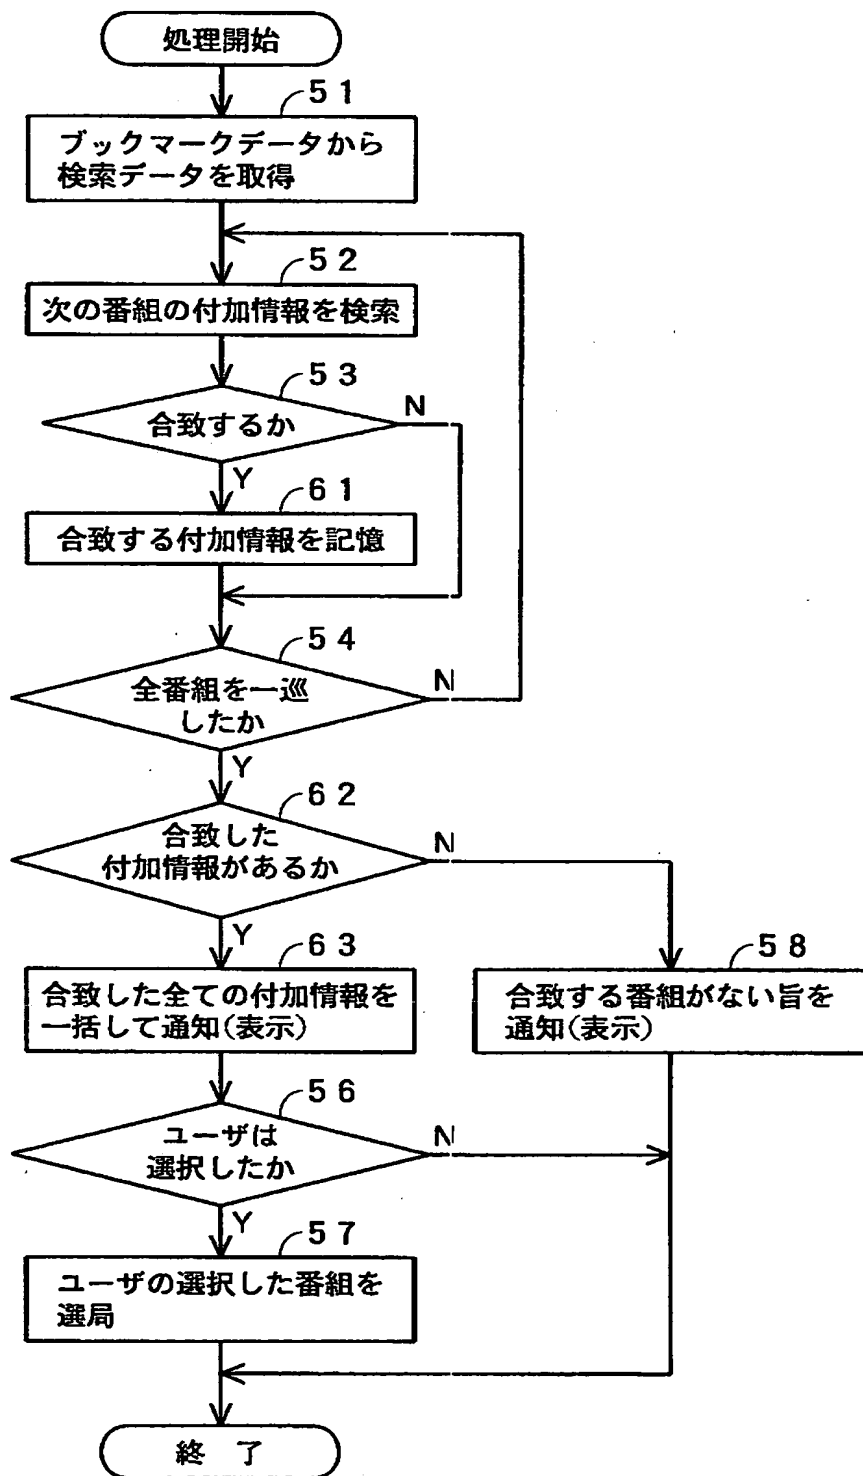 処理開始
51
ブックマークデータから
検索データを取得
52
次の番組の付加情報を検索
53
合致するか
N
Y
61
合致する付加情報を記憶
54
全番組を一巡
したか
N
Y
62
合致した
付加情報があるか
N
Y
63
合致した全ての付加情報を
一括して通知(表示)
58
合致する番組がない旨を
通知(表示)
56
ユーザは
選択したか
N
Y
57
ユーザの選択した番組を
選局
終 了